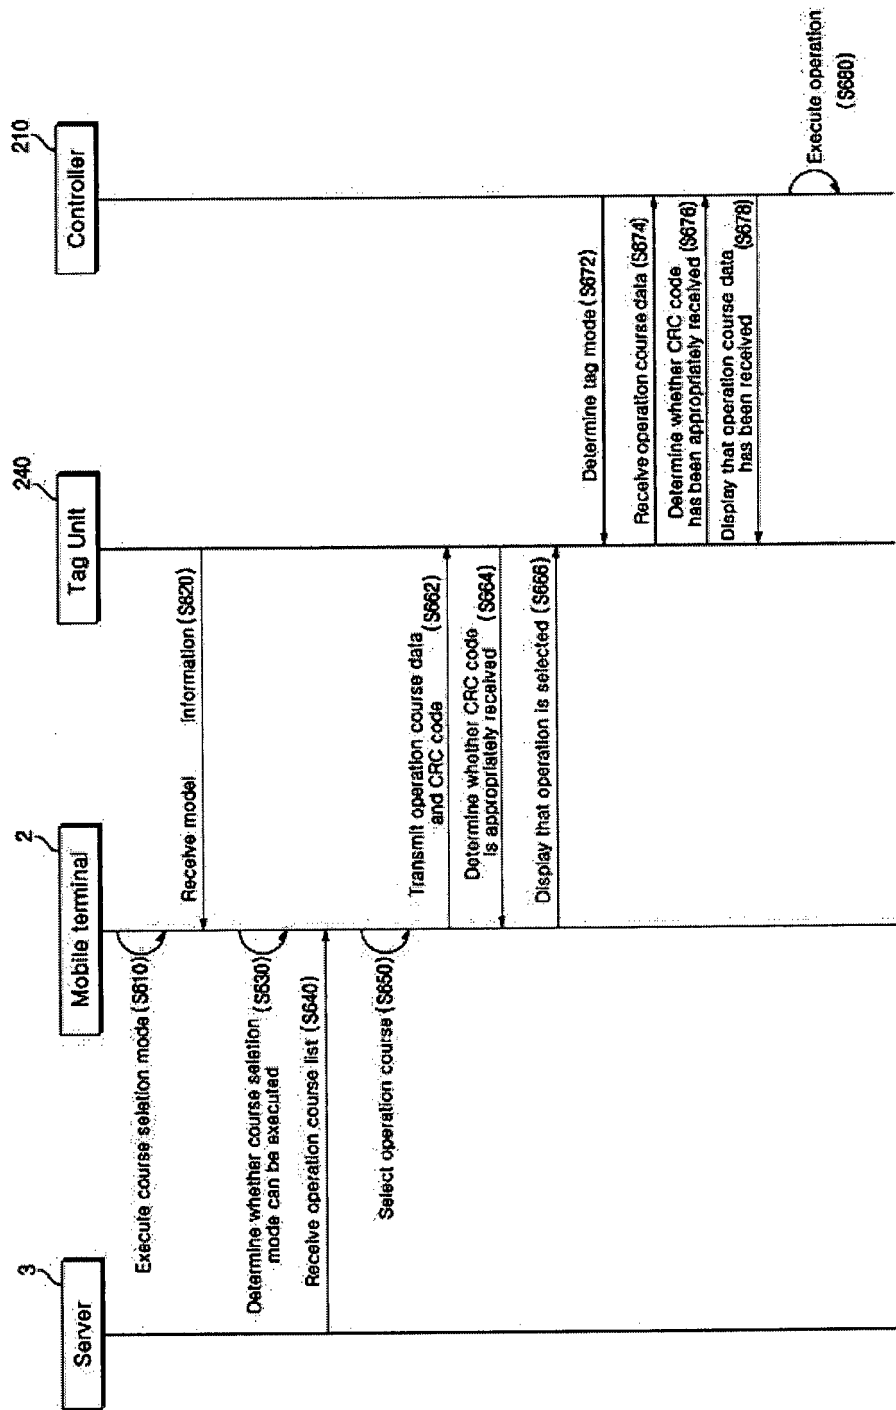 3
Server
2
Mobile terminal
240
Tag Unit
210
Controller
Execute course seletion mode (S610)
Receive model Information (S620)
Determine whether course seletion (S630)
mode can be executed
Receive operation course list (S640)
Select operation course (S650)
Transmit operation course data
and CRC code (S662)
Determine whether CRC code
is appropriately received (S664)
Display that operation is selected (S666)
Determine tag mode (S672)
Receive operation course data (S674)
Determine whether CRC code
has been appropriately received (S676)
Display that operation course data
has been received (S678)
Execute operation
(S680)